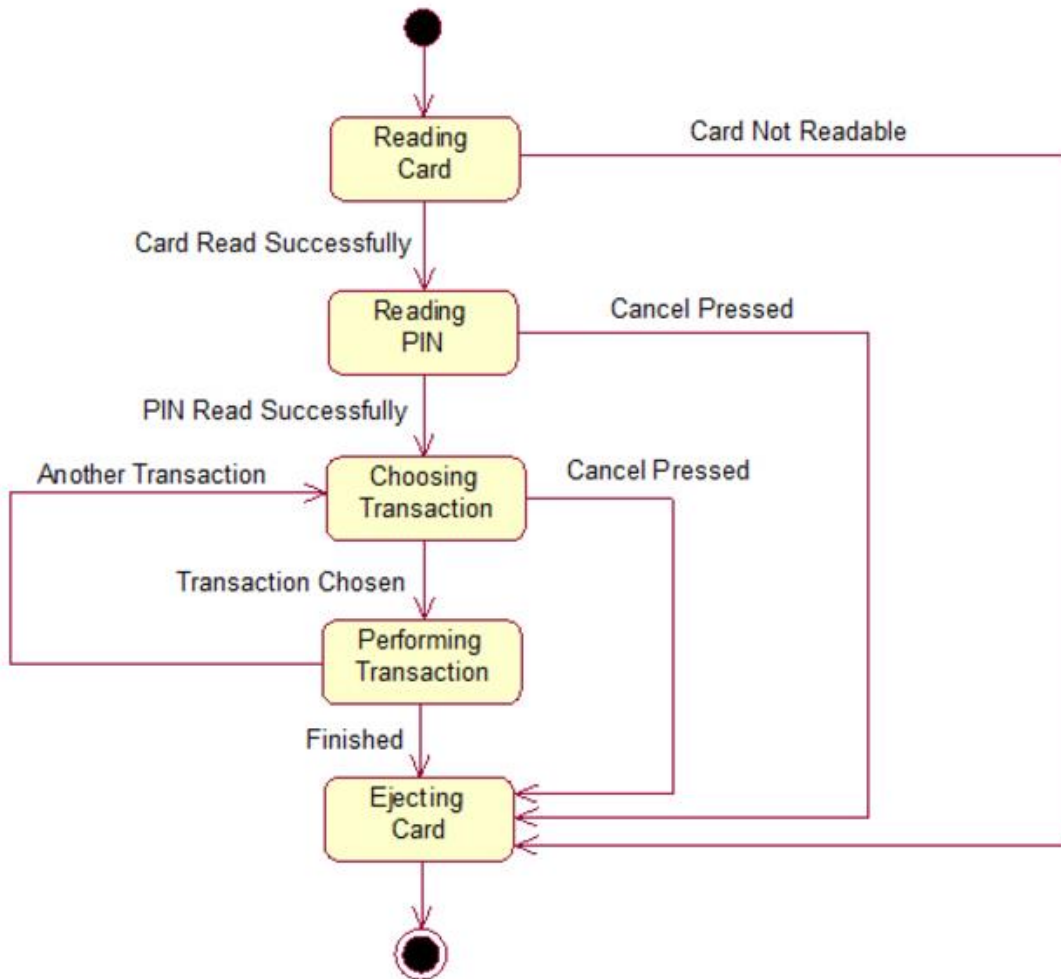 Reading
Card
Card Not Readable
Card Read Successfully
Reading
PIN
Cancel Pressed
PIN Read Successfully
Another Transaction
Choosing
Transaction
Cancel Pressed
Transaction Chosen
Performing
Transaction
Finished
Ejecting
Card